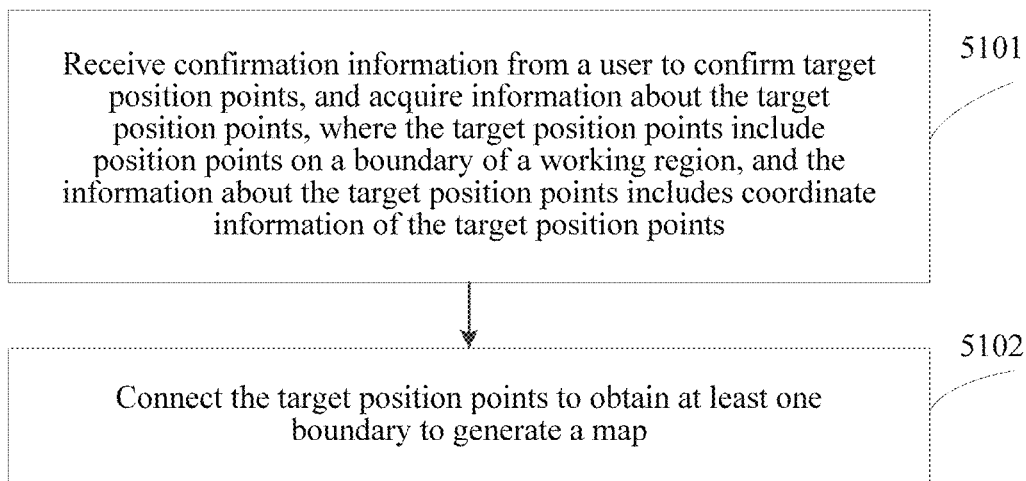 Receive confirmation information from a user to confirm target
position points, and acquire information about the target
position points, where the target position points include
position points on a boundary of a working region, and the
information about the target position points includes coordinate
information of the target position points
5101
Connect the target position points to obtain at least one
boundary to generate a map
5102